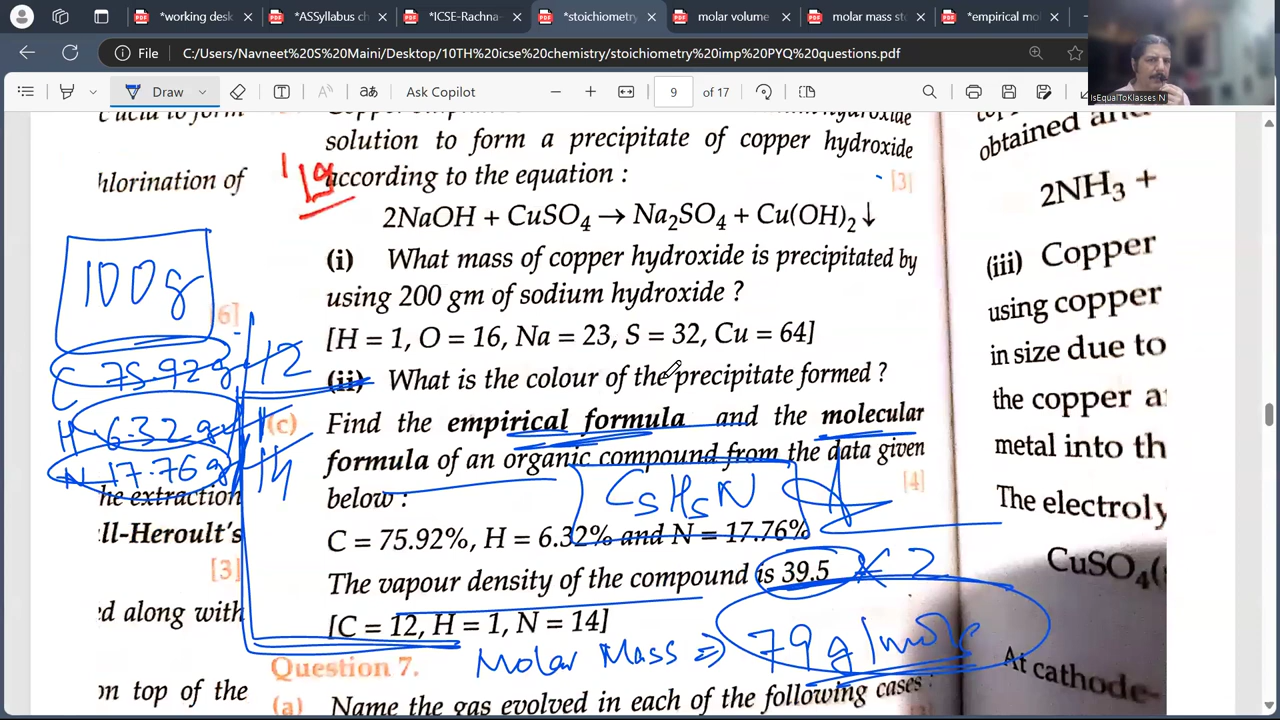 *working desk
*ASSyllabus ch
*ICSE-Rachna-
*stoichiometry
molar volume
molar mass sto
*empirical mo
File C:/Users/Navneet%20S%20Maini/Desktop/10TH%20icse%20chemistry/stoichiometry%20imp%20PYQ%20questions.pdf
Draw
Ask Copilot
9 of 17
IsEqualToKlasses N
hlorination of
6]
he extraction
ll-Heroult's
[3]
ed along with
on top of the
solution to form a precipitate of copper hydroxide
according to the equation :
[3]
2NaOH + CuSO₄ → Na₂SO₄ + Cu(OH)₂↓
(i) What mass of copper hydroxide is precipitated by
using 200 gm of sodium hydroxide ?
[H = 1, O = 16, Na = 23, S = 32, Cu = 64]
(ii) What is the colour of the precipitate formed ?
(c) Find the empirical formula and the molecular
formula of an organic compound from the data given
below :
[4]
C = 75.92%, H = 6.32% and N = 17.76%
The vapour density of the compound is 39.5
[C = 12, H = 1, N = 14]
Question 7.
(a) Name the gas evolved in each of the following cases :
100g
C 75.92g 12
H 6.32g 1
N 17.76g 14
C5H5N
× 2
Molar Mass ⇒ 79 g/mole
obtained and
2NH₃ +
(iii) Copper
using copper
in size due to
the copper a
metal into th
The electroly
CuSO₄(
At cathode-